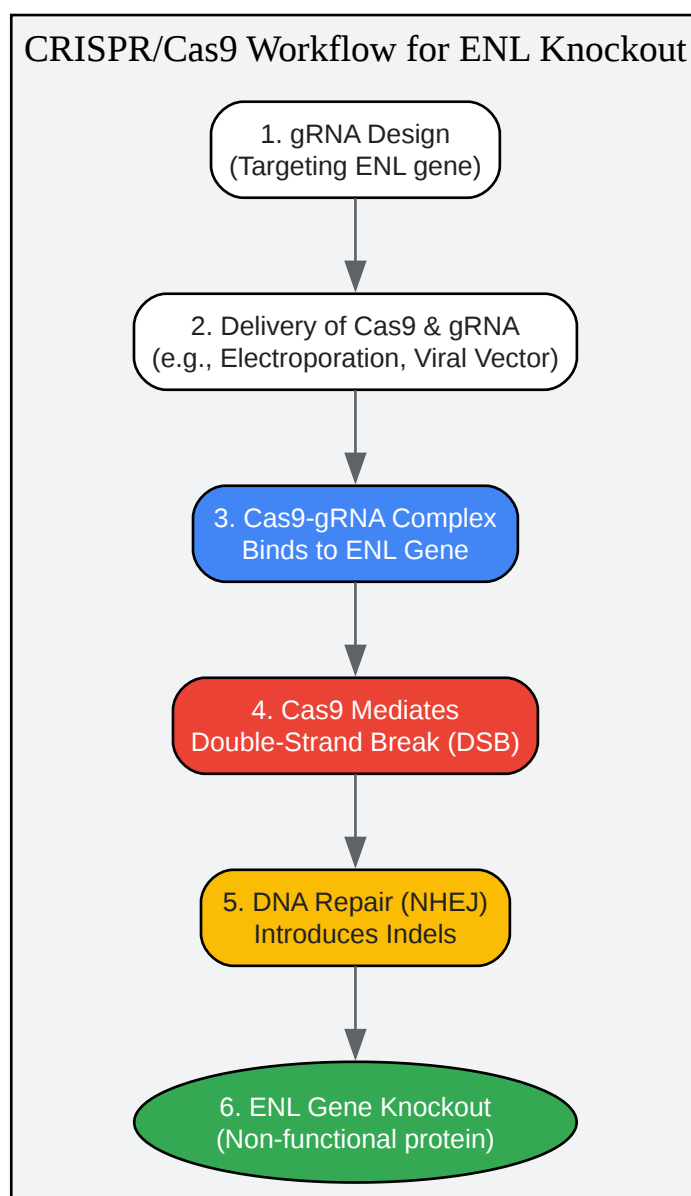 CRISPR/Cas9 Workflow for ENL Knockout
1. gRNA Design
(Targeting ENL gene)
2. Delivery of Cas9 & gRNA
(e.g., Electroporation, Viral Vector)
3. Cas9-gRNA Complex
Binds to ENL Gene
4. Cas9 Mediates
Double-Strand Break (DSB)
5. DNA Repair (NHEJ)
Introduces Indels
6. ENL Gene Knockout
(Non-functional protein)